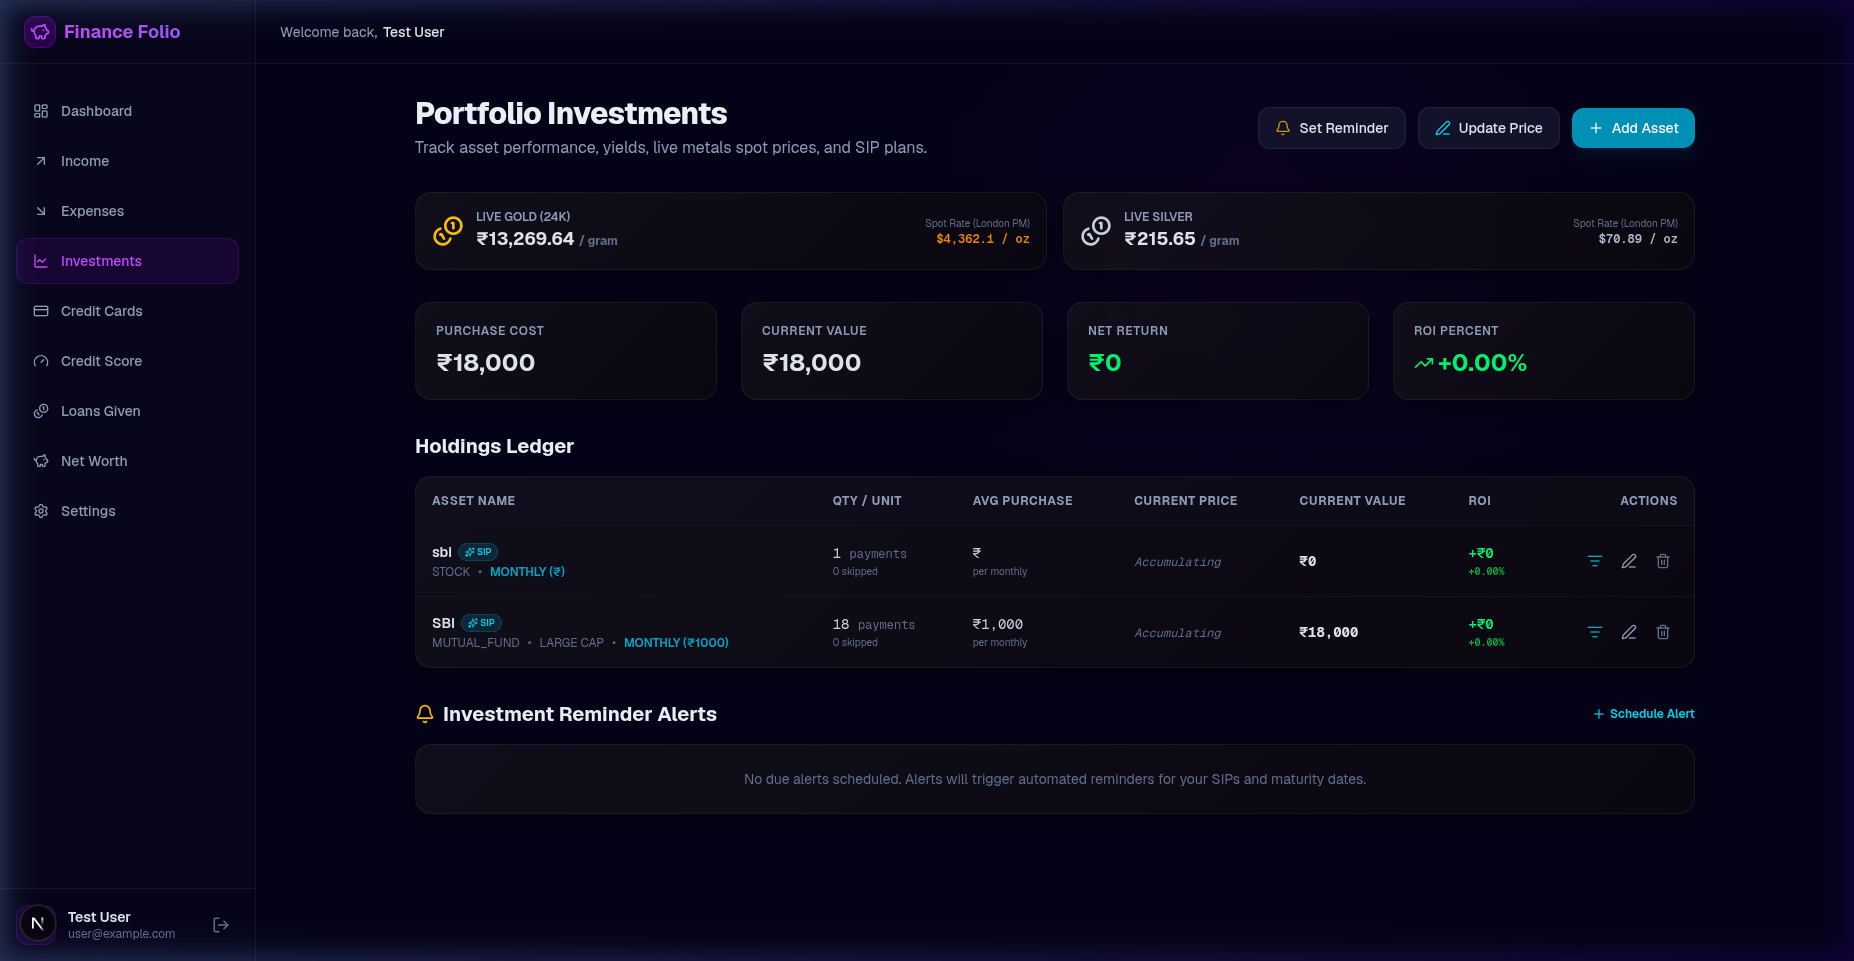 Finance Folio
Welcome back, Test User
Dashboard
Income
Expenses
Investments
Credit Cards
Credit Score
Loans Given
Net Worth
Settings
Test User
user@example.com
N
Portfolio Investments
Track asset performance, yields, live metals spot prices, and SIP plans.
Set Reminder
Update Price
Add Asset
LIVE GOLD (24K)
₹13,269.64 / gram
Spot Rate (London PM)
$4,362.1 / oz
LIVE SILVER
₹215.65 / gram
Spot Rate (London PM)
$70.89 / oz
PURCHASE COST
₹18,000
CURRENT VALUE
₹18,000
NET RETURN
₹0
ROI PERCENT
+0.00%
Holdings Ledger
ASSET NAME QTY / UNIT AVG PURCHASE CURRENT PRICE CURRENT VALUE ROI ACTIONS
sbi SIP 1 payments ₹ Accumulating ₹0 +₹0
STOCK • MONTHLY (₹) 0 skipped per monthly +0.00%
SBI SIP 18 payments ₹1,000 Accumulating ₹18,000 +₹0
MUTUAL_FUND • LARGE CAP • MONTHLY (₹1000) 0 skipped per monthly +0.00%
Investment Reminder Alerts
+ Schedule Alert
No due alerts scheduled. Alerts will trigger automated reminders for your SIPs and maturity dates.